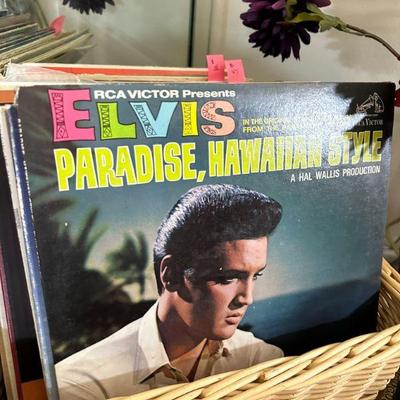 RCA VICTOR Presents
ELVIS
IN THE ORIGINAL
FROM THE
RCA VICTOR
PARADISE, HAWAIIAN STYLE
A HAL WALLIS PRODUCTION